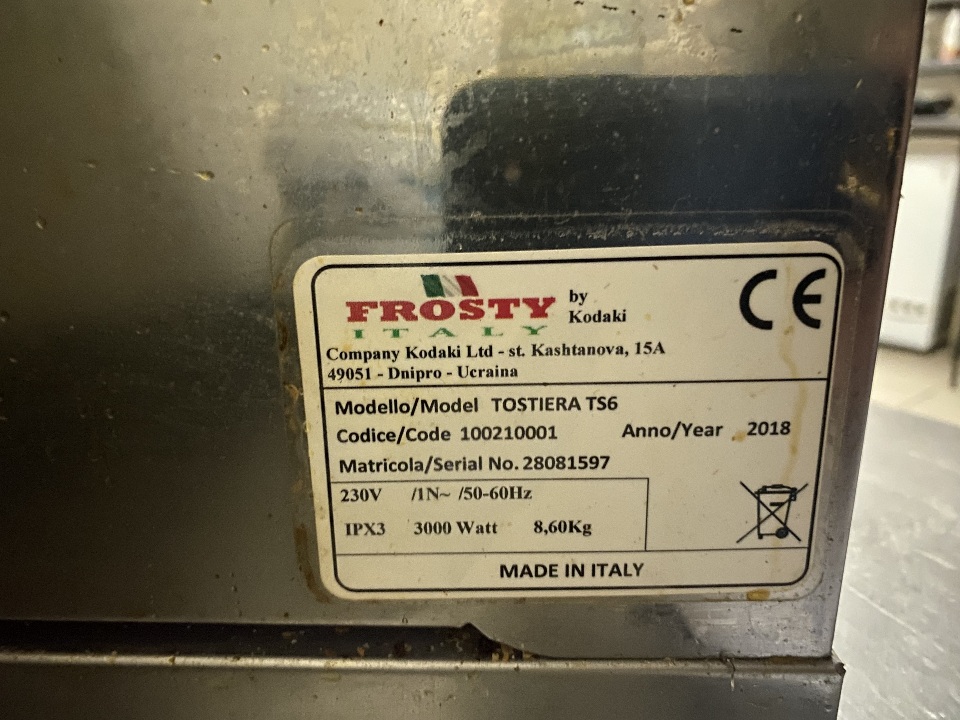 FROSTY by Kodaki
ITALY
CE
Company Kodaki Ltd - st. Kashtanova, 15A
49051 - Dnipro - Ucraina
Modello/Model TOSTIERA TS6
Codice/Code 100210001 Anno/Year 2018
Matricola/Serial No. 28081597
230V /1N~ /50-60Hz
IPX3 3000 Watt 8,60Kg
MADE IN ITALY